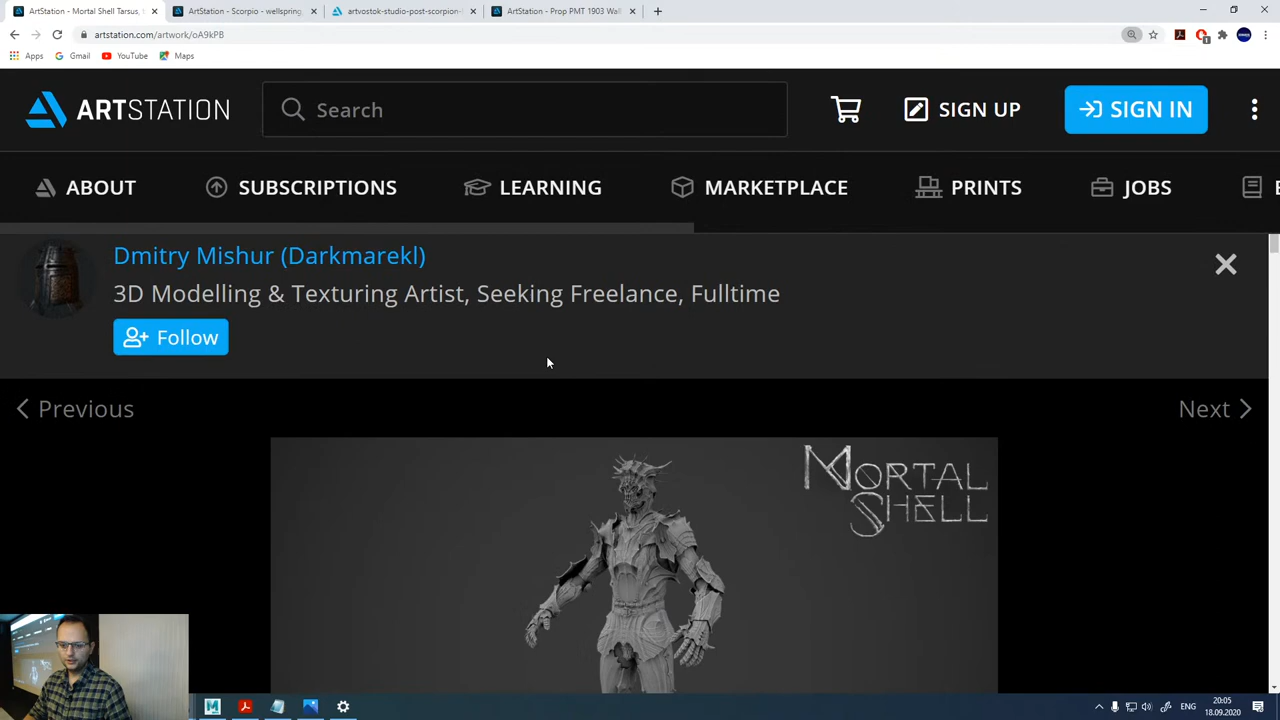 ArtStation - Mortal Shell Tarsus,
ArtStation - Scorpio - wellspring
artvostok-studio-post-scorpion-
ArtStation - Prop PMT 1903 Wal
artstation.com/artwork/oA9kPB
Apps
Gmail
YouTube
Maps
ARTSTATION
Search
SIGN UP
SIGN IN
ABOUT
SUBSCRIPTIONS
LEARNING
MARKETPLACE
PRINTS
JOBS
Dmitry Mishur (Darkmarekl)
3D Modelling & Texturing Artist, Seeking Freelance, Fulltime
Follow
Previous
Next
MORTAL
SHELL
ENG
20:05
18.09.2020